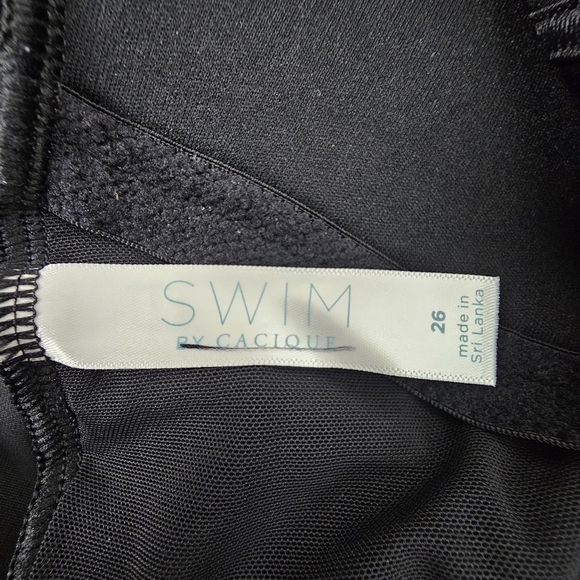 SWIM
BY CACIQUE
26
made in
Sri Lanka